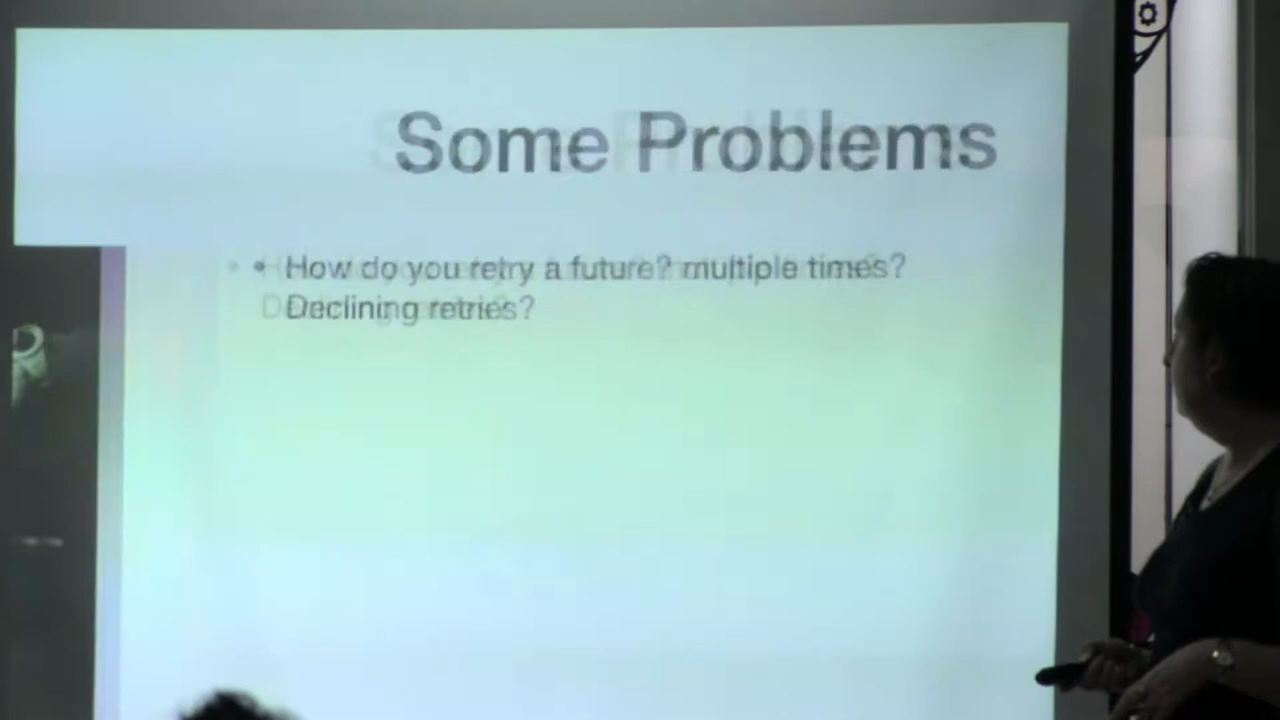 Some Problems
• How do you retry a future? multiple times?
Declining retries?